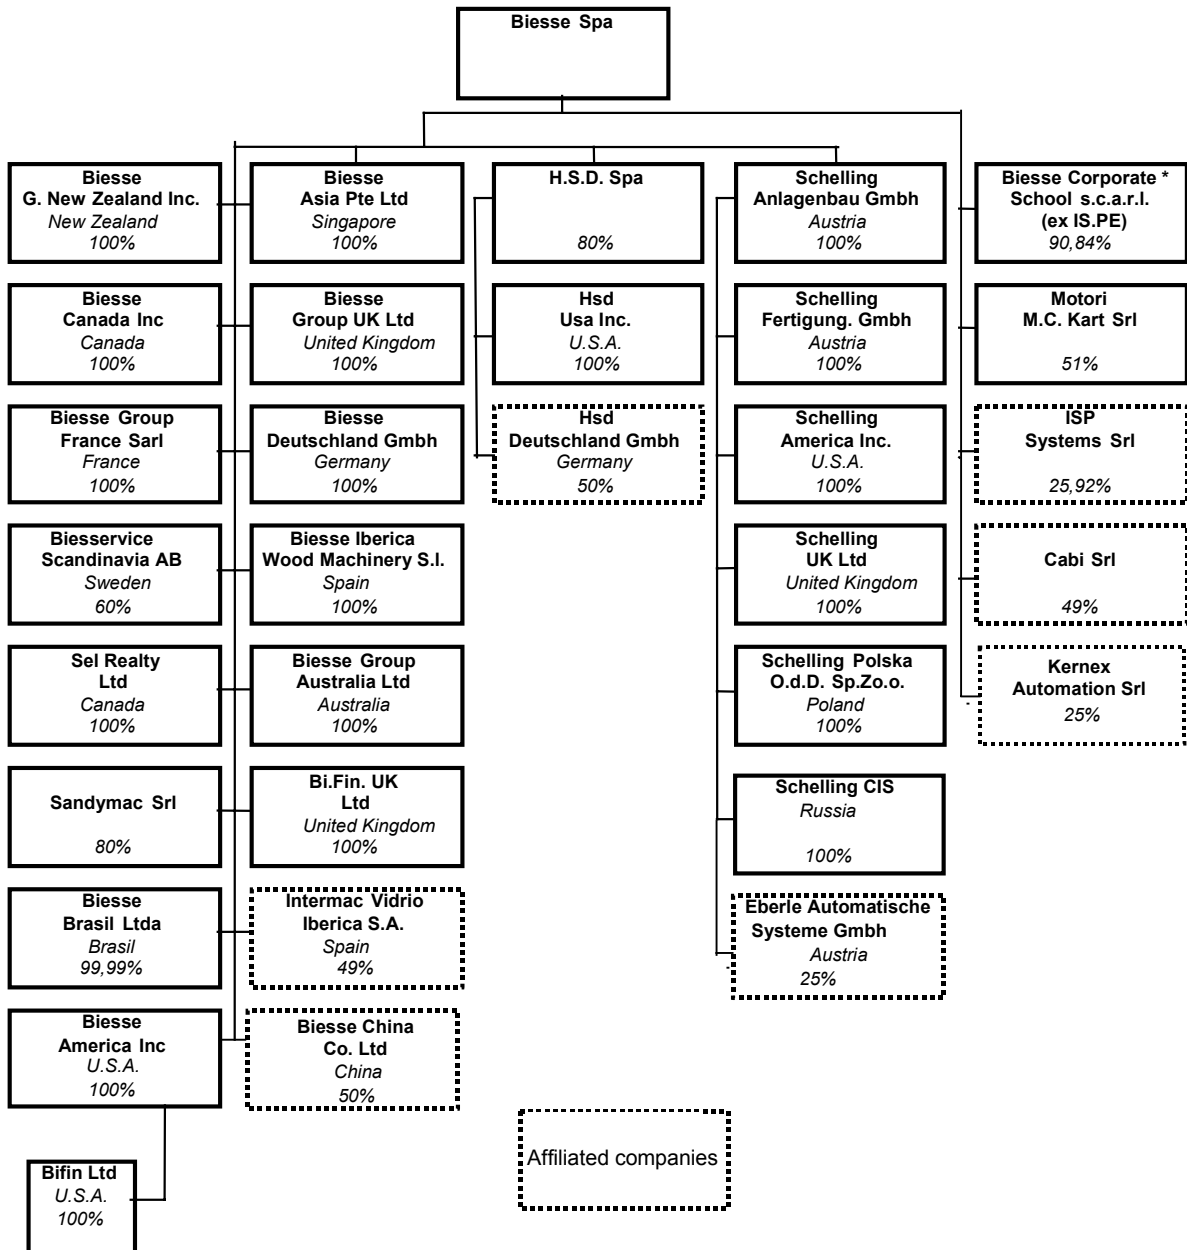 Biesse Spa
Biesse
G. New Zealand Inc.
New Zealand
100%
Biesse
Asia Pte Ltd
Singapore
100%
H.S.D. Spa
80%
Schelling
Anlagenbau Gmbh
Austria
100%
Biesse Corporate *
School s.c.a.r.l.
(ex IS.PE)
90,84%
Biesse
Canada Inc
Canada
100%
Biesse
Group UK Ltd
United Kingdom
100%
Hsd
Usa Inc.
U.S.A.
100%
Schelling
Fertigung. Gmbh
Austria
100%
Motori
M.C. Kart Srl
51%
Biesse Group
France Sarl
France
100%
Biesse
Deutschland Gmbh
Germany
100%
Hsd
Deutschland Gmbh
Germany
50%
Schelling
America Inc.
U.S.A.
100%
ISP
Systems Srl
25,92%
Biesservice
Scandinavia AB
Sweden
60%
Biesse Iberica
Wood Machinery S.l.
Spain
100%
Schelling
UK Ltd
United Kingdom
100%
Cabi Srl
49%
Sel Realty
Ltd
Canada
100%
Biesse Group
Australia Ltd
Australia
100%
Schelling Polska
O.d.D. Sp.Zo.o.
Poland
100%
Kernex
Automation Srl
25%
Sandymac Srl
80%
Bi.Fin. UK
Ltd
United Kingdom
100%
Schelling CIS
Russia
100%
Biesse
Brasil Ltda
Brasil
99,99%
Intermac Vidrio
Iberica S.A.
Spain
49%
Eberle Automatische
Systeme Gmbh
Austria
25%
Biesse
America Inc
U.S.A.
100%
Biesse China
Co. Ltd
China
50%
Affiliated companies
Bifin Ltd
U.S.A.
100%